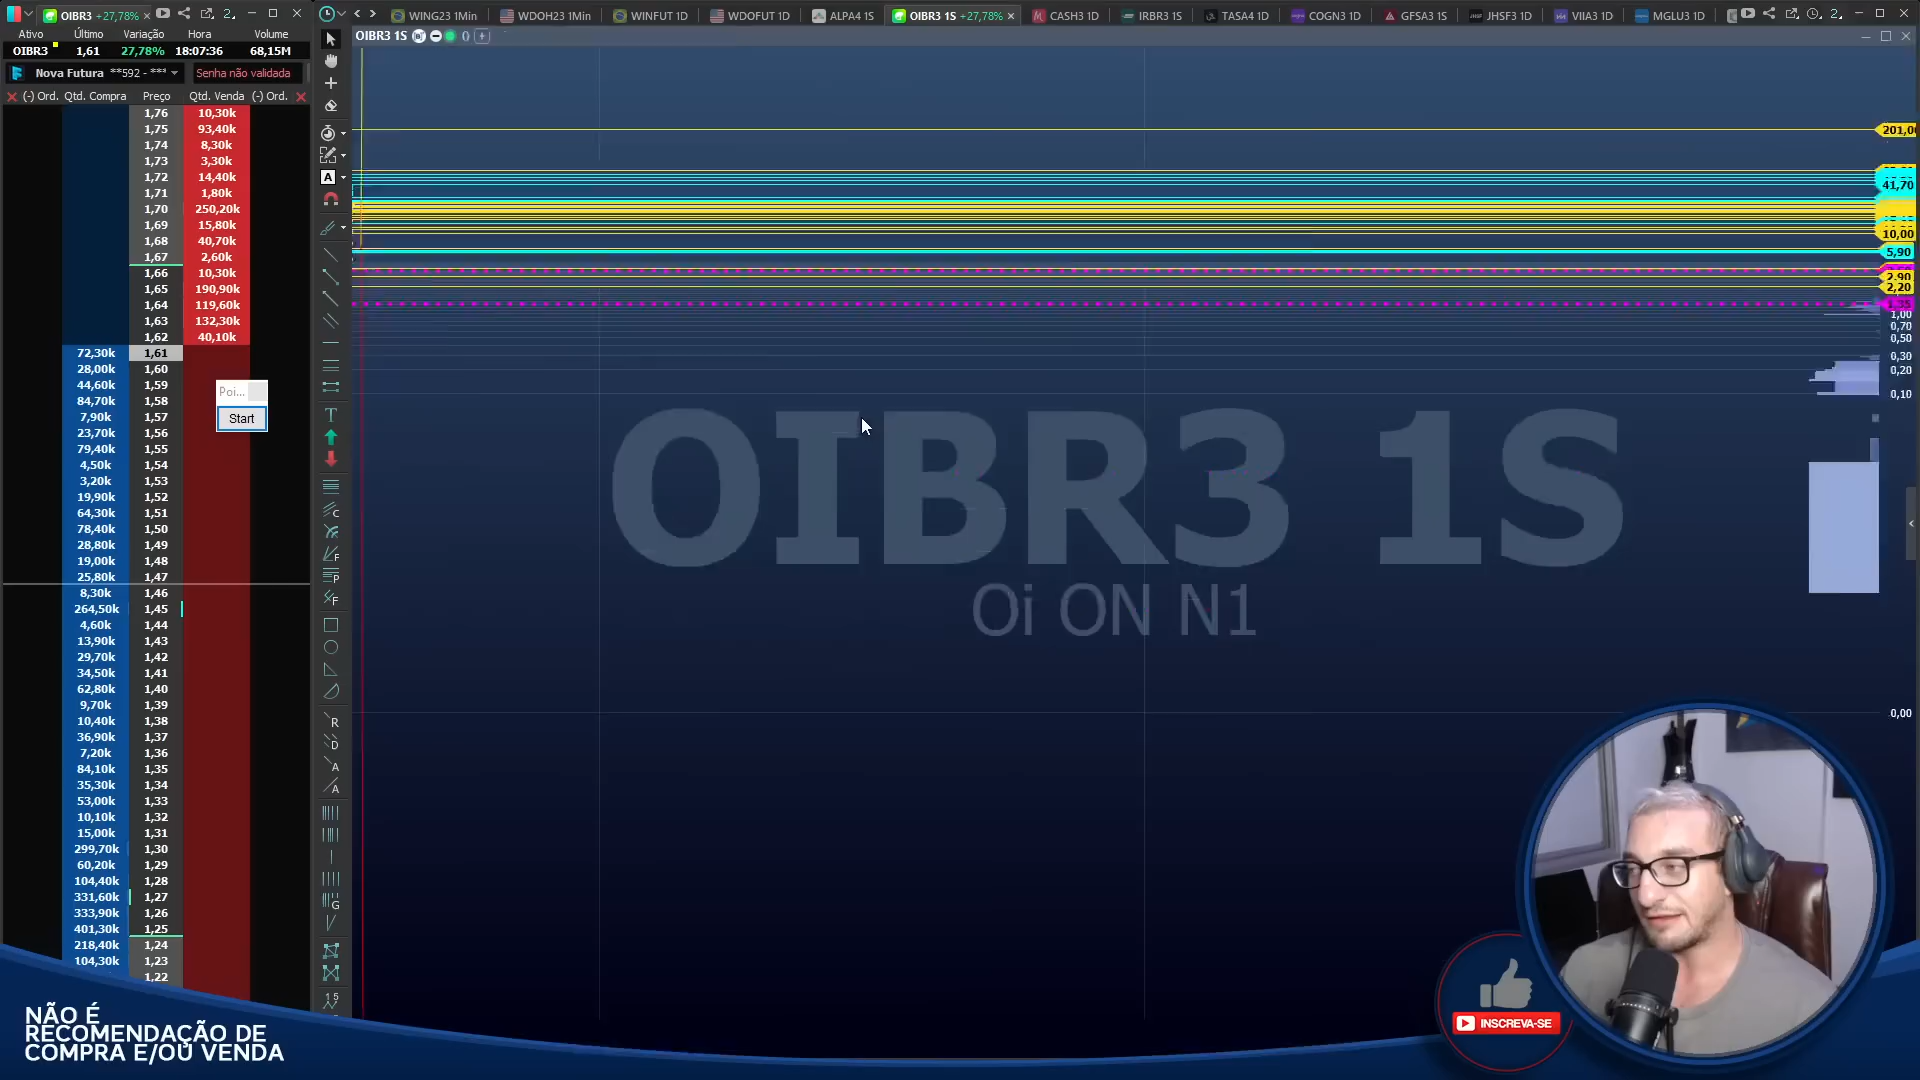 OIBR3 +27,78% × 2.
WING23 1Min WDOH23 1Min WINFUT 1D WDOFUT 1D ALPA4 1S OIBR3 1S +27,78% × CASH3 1D IRBR3 1S TASA4 1D COGN3 1D GFSA3 1S JHSF3 1D VIIA3 1D MGLU3 1D 2.
Ativo Último Variação Hora Volume
OIBR3 1,61 27,78% 18:07:36 68,15M
Nova Futura **592 - *** Senha não validada
(-) Ord. Qtd. Compra Preço Qtd. Venda (-) Ord.
1,76 10,30k
1,75 93,40k
1,74 8,30k
1,73 3,30k
1,72 14,40k
1,71 1,80k
1,70 250,20k
1,69 15,80k
1,68 40,70k
1,67 2,60k
1,66 10,30k
1,65 190,90k
1,64 119,60k
1,63 132,30k
1,62 40,10k
72,30k 1,61
28,00k 1,60
44,60k 1,59
84,70k 1,58
7,90k 1,57
23,70k 1,56
79,40k 1,55
4,50k 1,54
3,20k 1,53
19,90k 1,52
64,30k 1,51
78,40k 1,50
28,80k 1,49
19,00k 1,48
25,80k 1,47
8,30k 1,46
264,50k 1,45
4,60k 1,44
13,90k 1,43
29,70k 1,42
34,50k 1,41
62,80k 1,40
9,70k 1,39
10,40k 1,38
36,90k 1,37
7,20k 1,36
84,10k 1,35
35,30k 1,34
53,00k 1,33
10,10k 1,32
15,00k 1,31
299,70k 1,30
60,20k 1,29
104,40k 1,28
331,60k 1,27
333,90k 1,26
401,30k 1,25
218,40k 1,24
104,30k 1,23
1,22
Poi...
Start
OIBR3 1S
201,0
41,70
10,00
5,90
2,90
2,20
1,35
1,00
0,70
0,50
0,30
0,20
0,10
0,00
OIBR3 1S
Oi ON N1
NÃO É
RECOMENDAÇÃO DE
COMPRA E/OU VENDA
INSCREVA-SE